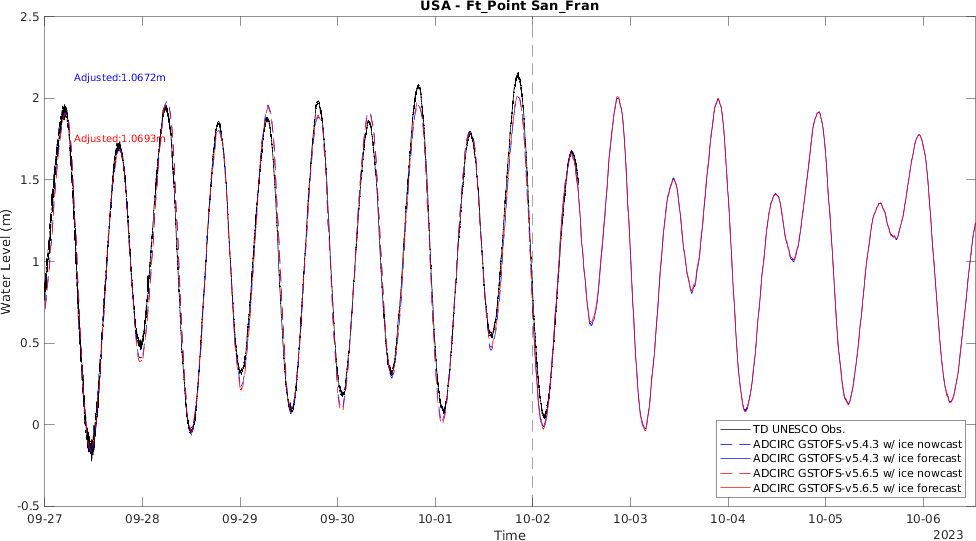 USA - Ft_Point San_Fran
2.5
2
1.5
1
0.5
0
-0.5
Water Level (m)
Adjusted:1.0672m
Adjusted:1.0693m
TD UNESCO Obs.
ADCIRC GSTOFS-v5.4.3 w/ ice nowcast
ADCIRC GSTOFS-v5.4.3 w/ ice forecast
ADCIRC GSTOFS-v5.6.5 w/ ice nowcast
ADCIRC GSTOFS-v5.6.5 w/ ice forecast
09-27 09-28 09-29 09-30 10-01 10-02 10-03 10-04 10-05 10-06
Time
2023